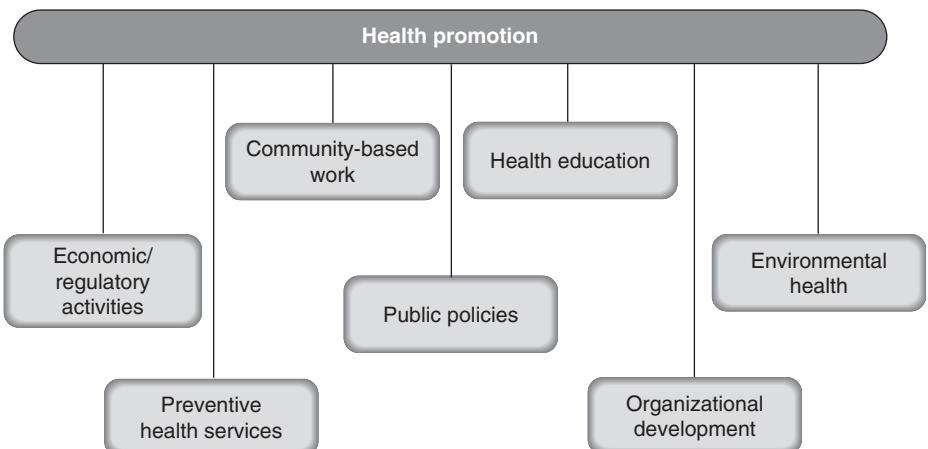 Health promotion
Community-based
work
Health education
Economic/
regulatory
activities
Environmental
health
Public policies
Preventive
health services
Organizational
development